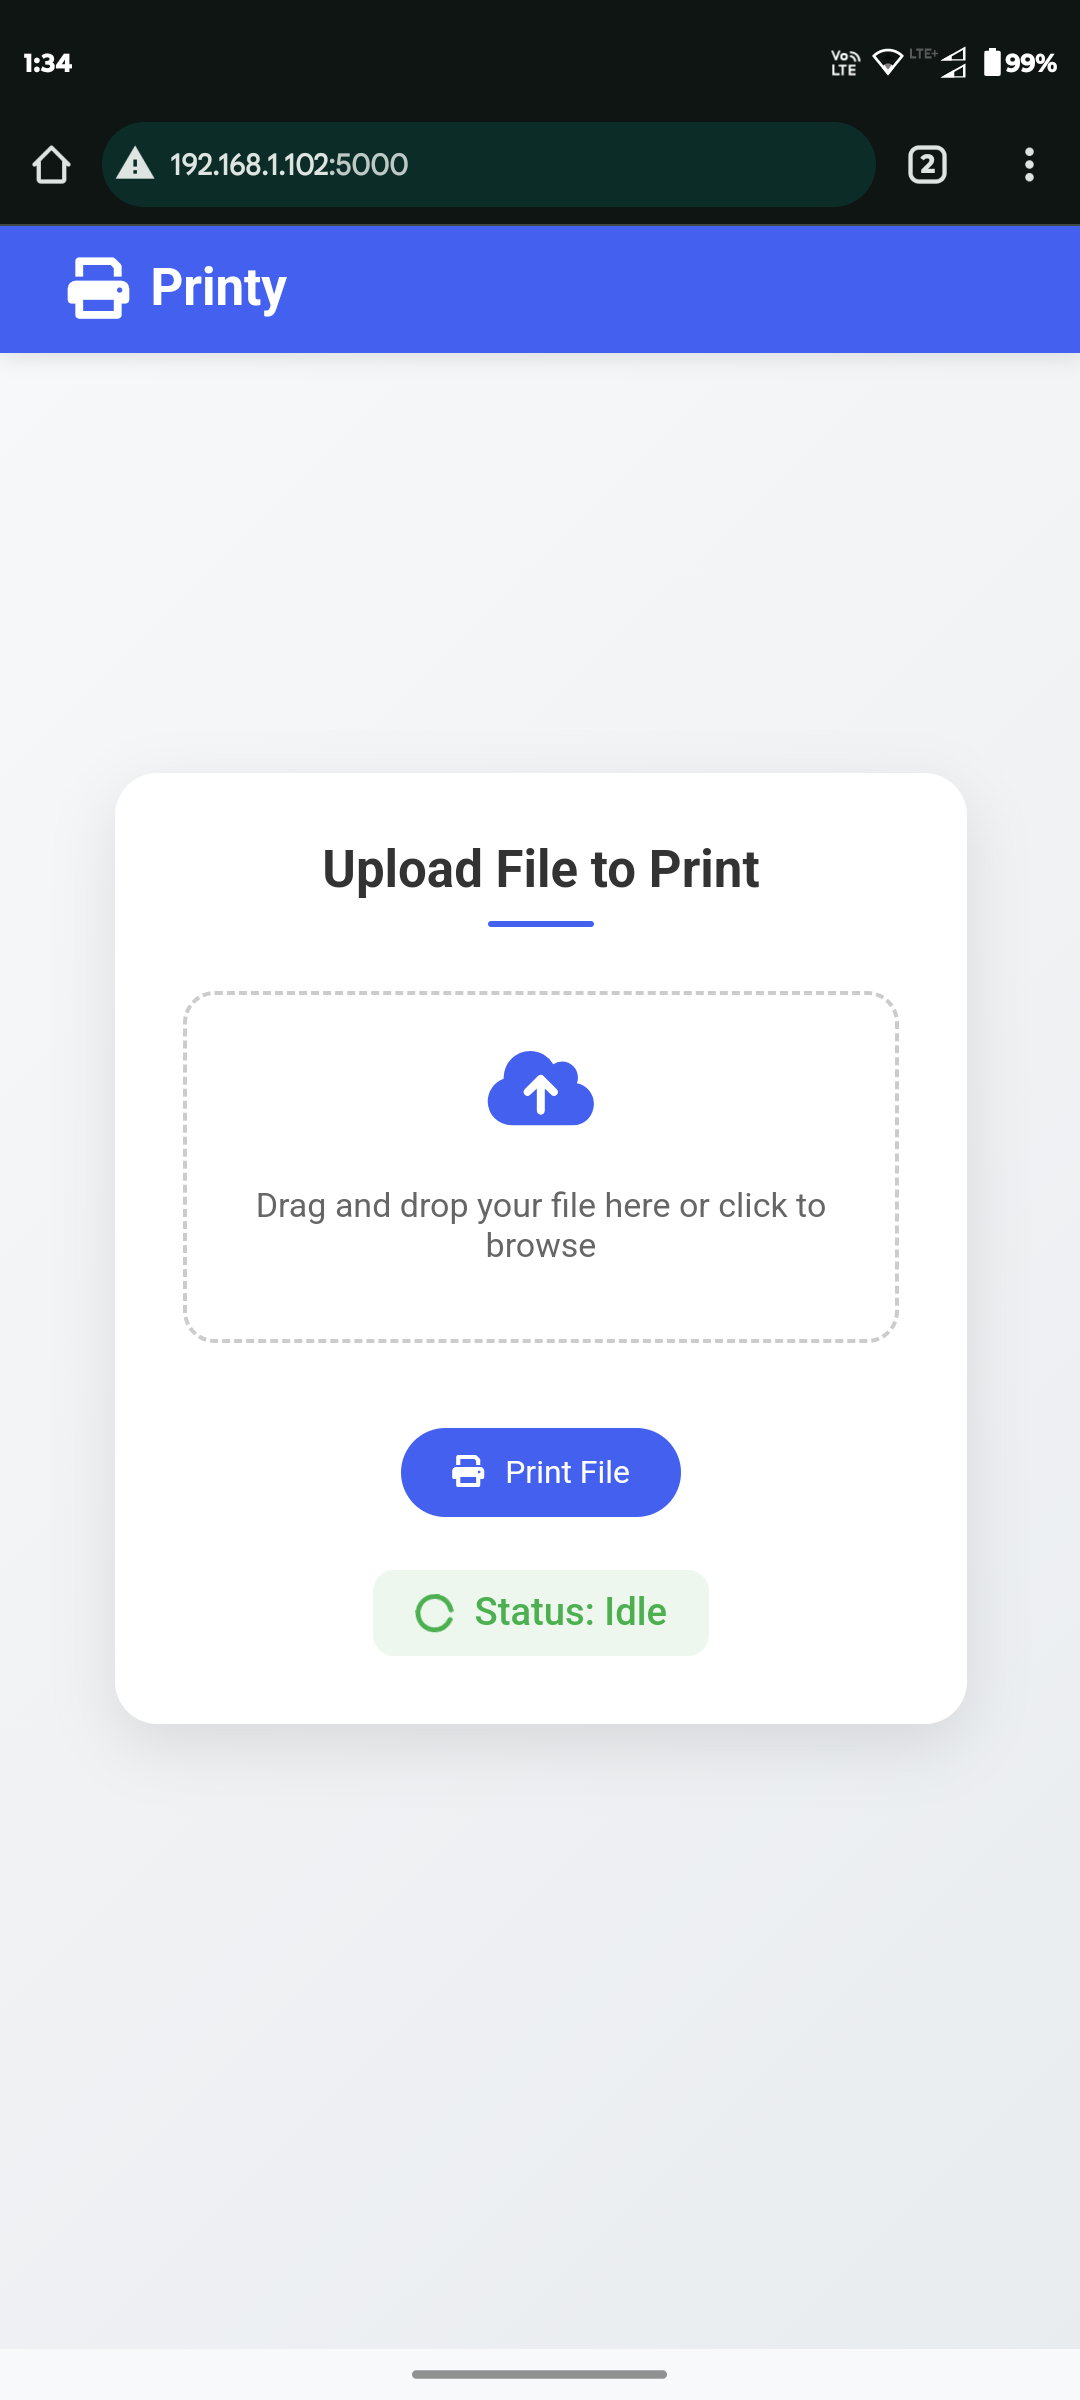 1:34
Vo LTE LTE+ 99%
192.168.1.102:5000
2
Printy
Upload File to Print
Drag and drop your file here or click to
browse
Print File
Status: Idle